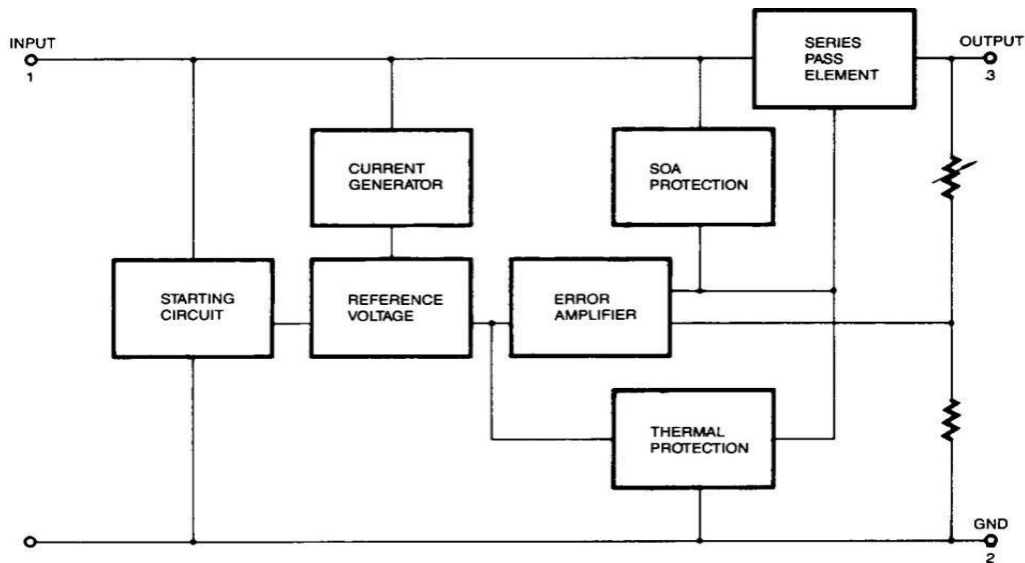 INPUT
1
SERIES
PASS
ELEMENT
OUTPUT
3
CURRENT
GENERATOR
SOA
PROTECTION
STARTING
CIRCUIT
REFERENCE
VOLTAGE
ERROR
AMPLIFIER
THERMAL
PROTECTION
GND
2